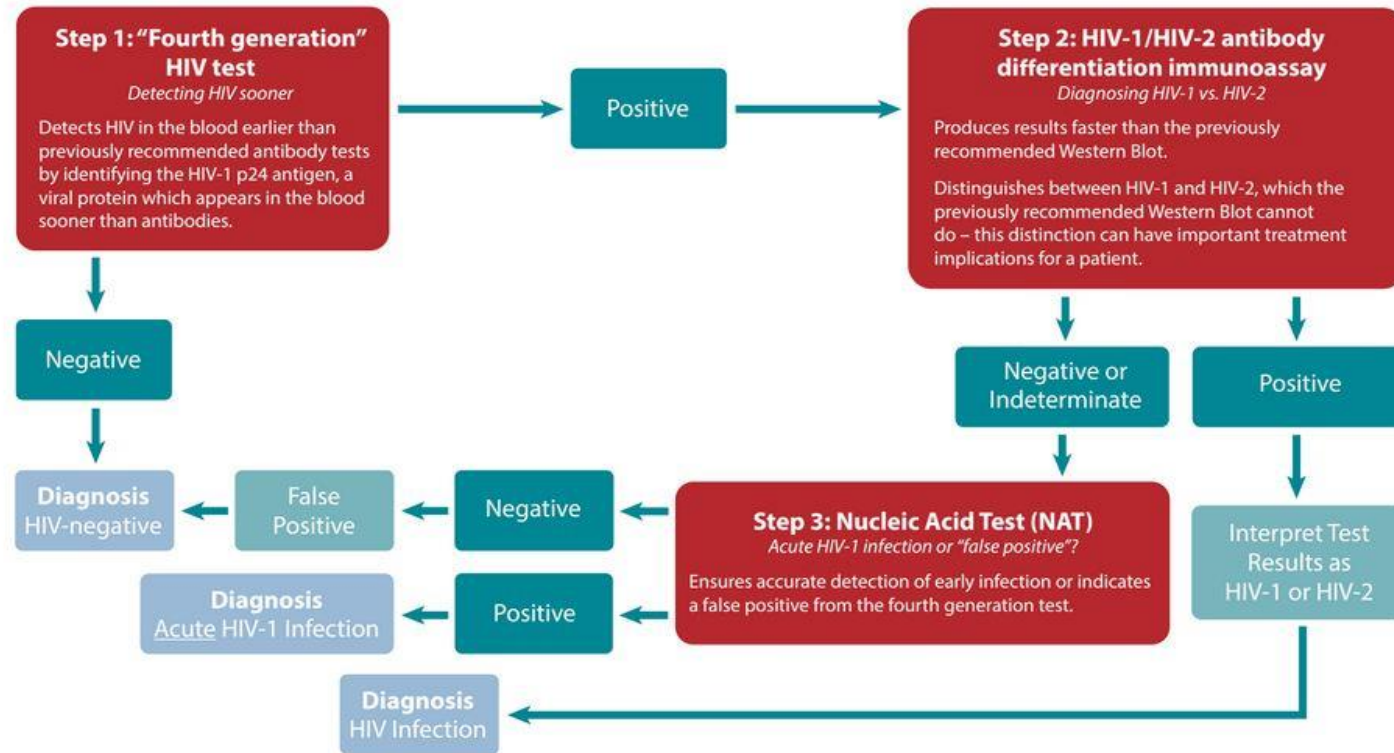 Step 1: “Fourth generation”
HIV test
Detecting HIV sooner
Detects HIV in the blood earlier than
previously recommended antibody tests
by identifying the HIV-1 p24 antigen, a
viral protein which appears in the blood
sooner than antibodies.
Positive
Step 2: HIV-1/HIV-2 antibody
differentiation immunoassay
Diagnosing HIV-1 vs. HIV-2
Produces results faster than the previously
recommended Western Blot.
Distinguishes between HIV-1 and HIV-2, which the
previously recommended Western Blot cannot
do – this distinction can have important treatment
implications for a patient.
Negative
Negative or
Indeterminate
Positive
Diagnosis
HIV-negative
False
Positive
Negative
Step 3: Nucleic Acid Test (NAT)
Acute HIV-1 infection or “false positive”?
Ensures accurate detection of early infection or indicates
a false positive from the fourth generation test.
Interpret Test
Results as
HIV-1 or HIV-2
Diagnosis
Acute HIV-1 Infection
Positive
Diagnosis
HIV Infection